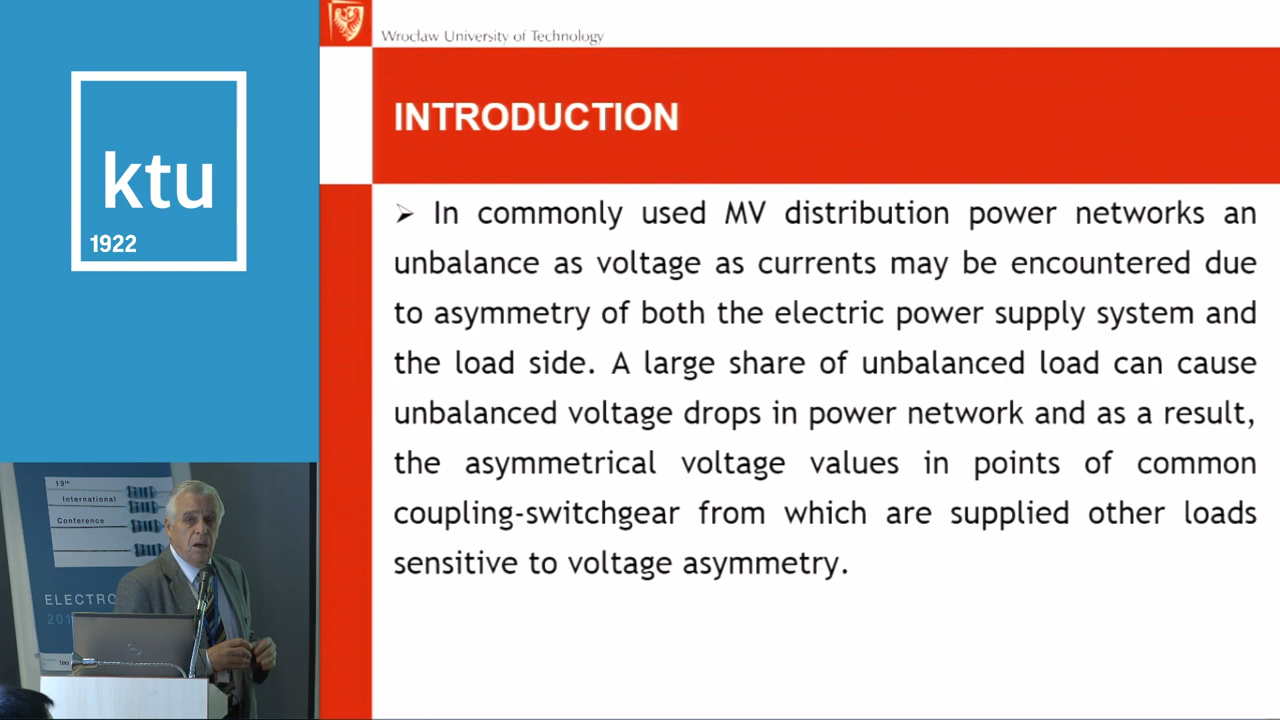 Wrocław University of Technology
ktu
1922
INTRODUCTION
➢ In commonly used MV distribution power networks an
unbalance as voltage as currents may be encountered due
to asymmetry of both the electric power supply system and
the load side. A large share of unbalanced load can cause
unbalanced voltage drops in power network and as a result,
the asymmetrical voltage values in points of common
coupling-switchgear from which are supplied other loads
sensitive to voltage asymmetry.
19th
International
Conference
ELECTRO
201